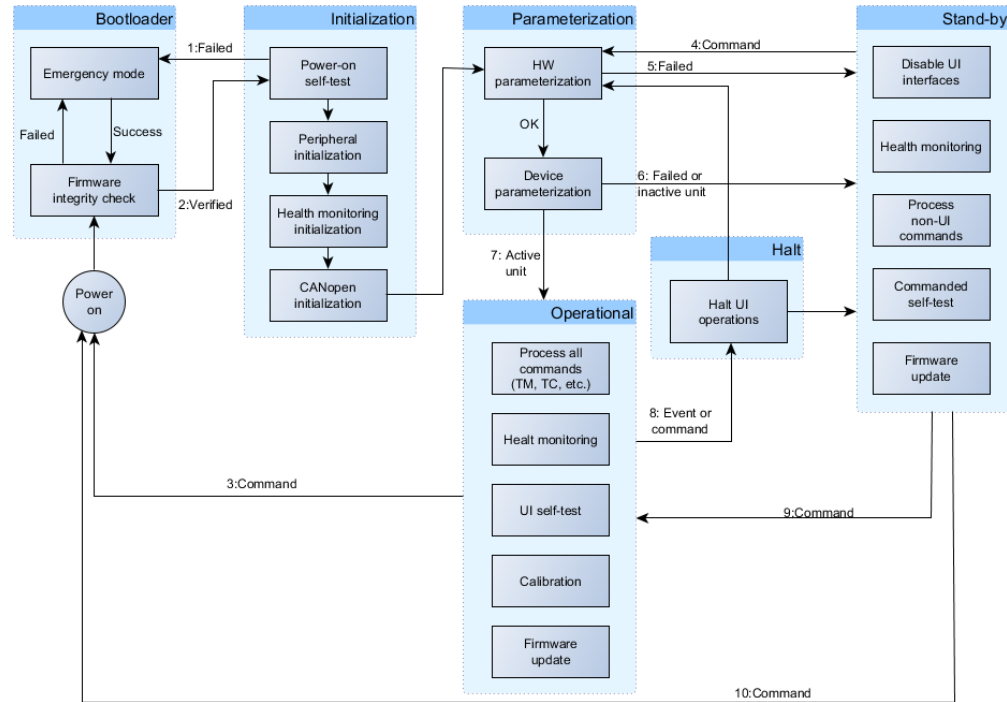 Bootloader
Initialization
Parameterization
Stand-by
1:Failed
4:Command
Emergency mode
Power-on
self-test
HW
parameterization
5:Failed
Disable UI
interfaces
Failed
Success
OK
Peripheral
initialization
Health monitoring
Firmware
integrity check
2:Verified
Device
parameterization
6: Failed or
inactive unit
Health monitoring
initialization
Process
non-UI
commands
7: Active
unit
Halt
Power
on
CANopen
initialization
Halt UI
operations
Commanded
self-test
Operational
Process all
commands
(TM, TC, etc.)
Firmware
update
8: Event or
command
Healt monitoring
3:Command
UI self-test
9:Command
Calibration
Firmware
update
10:Command